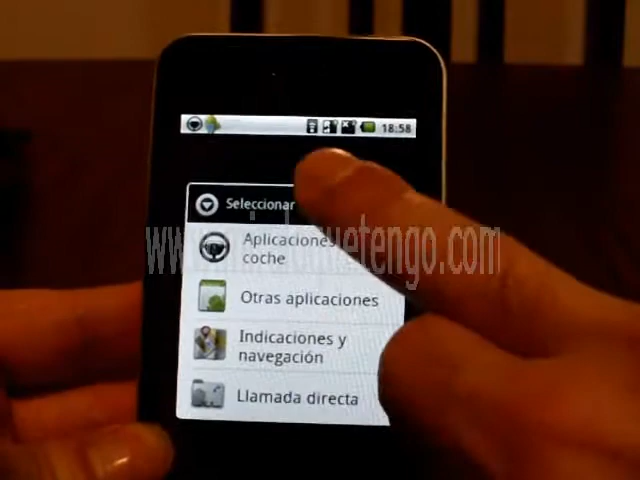 18:58
Seleccionar
Aplicaciones
coche
Otras aplicaciones
Indicaciones y
navegación
Llamada directa